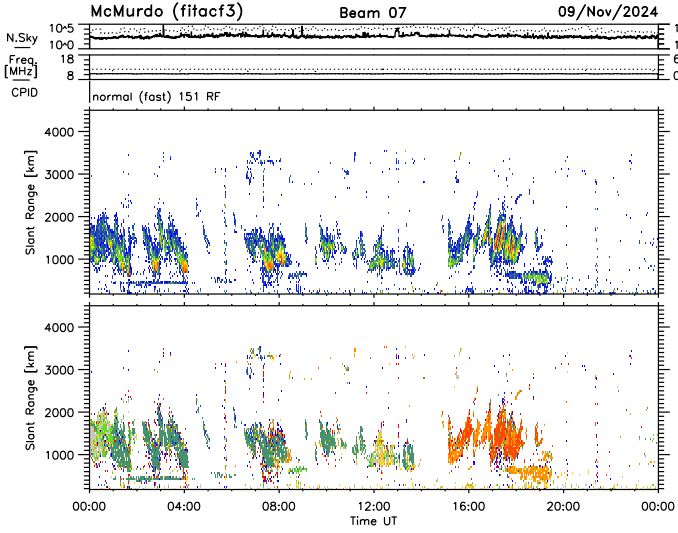 McMurdo (fitacf3) Beam 07 09/Nov/2024
N.Sky 10^5 10^0
Freq. [MHz] 18 8 6 0
CPID normal (fast) 151 RF
Slant Range [km] 4000 3000 2000 1000
Slant Range [km] 4000 3000 2000 1000
00:00 04:00 08:00 12:00 16:00 20:00 00:00
Time UT